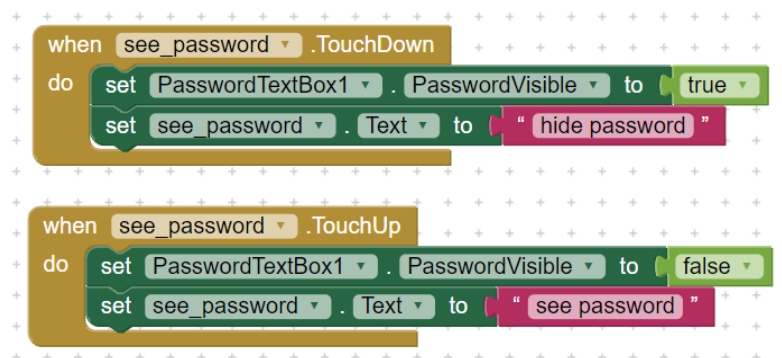 when see_password .TouchDown
do set PasswordTextBox1 . PasswordVisible to true
set see_password . Text to “ hide password ”
when see_password .TouchUp
do set PasswordTextBox1 . PasswordVisible to false
set see_password . Text to “ see password ”